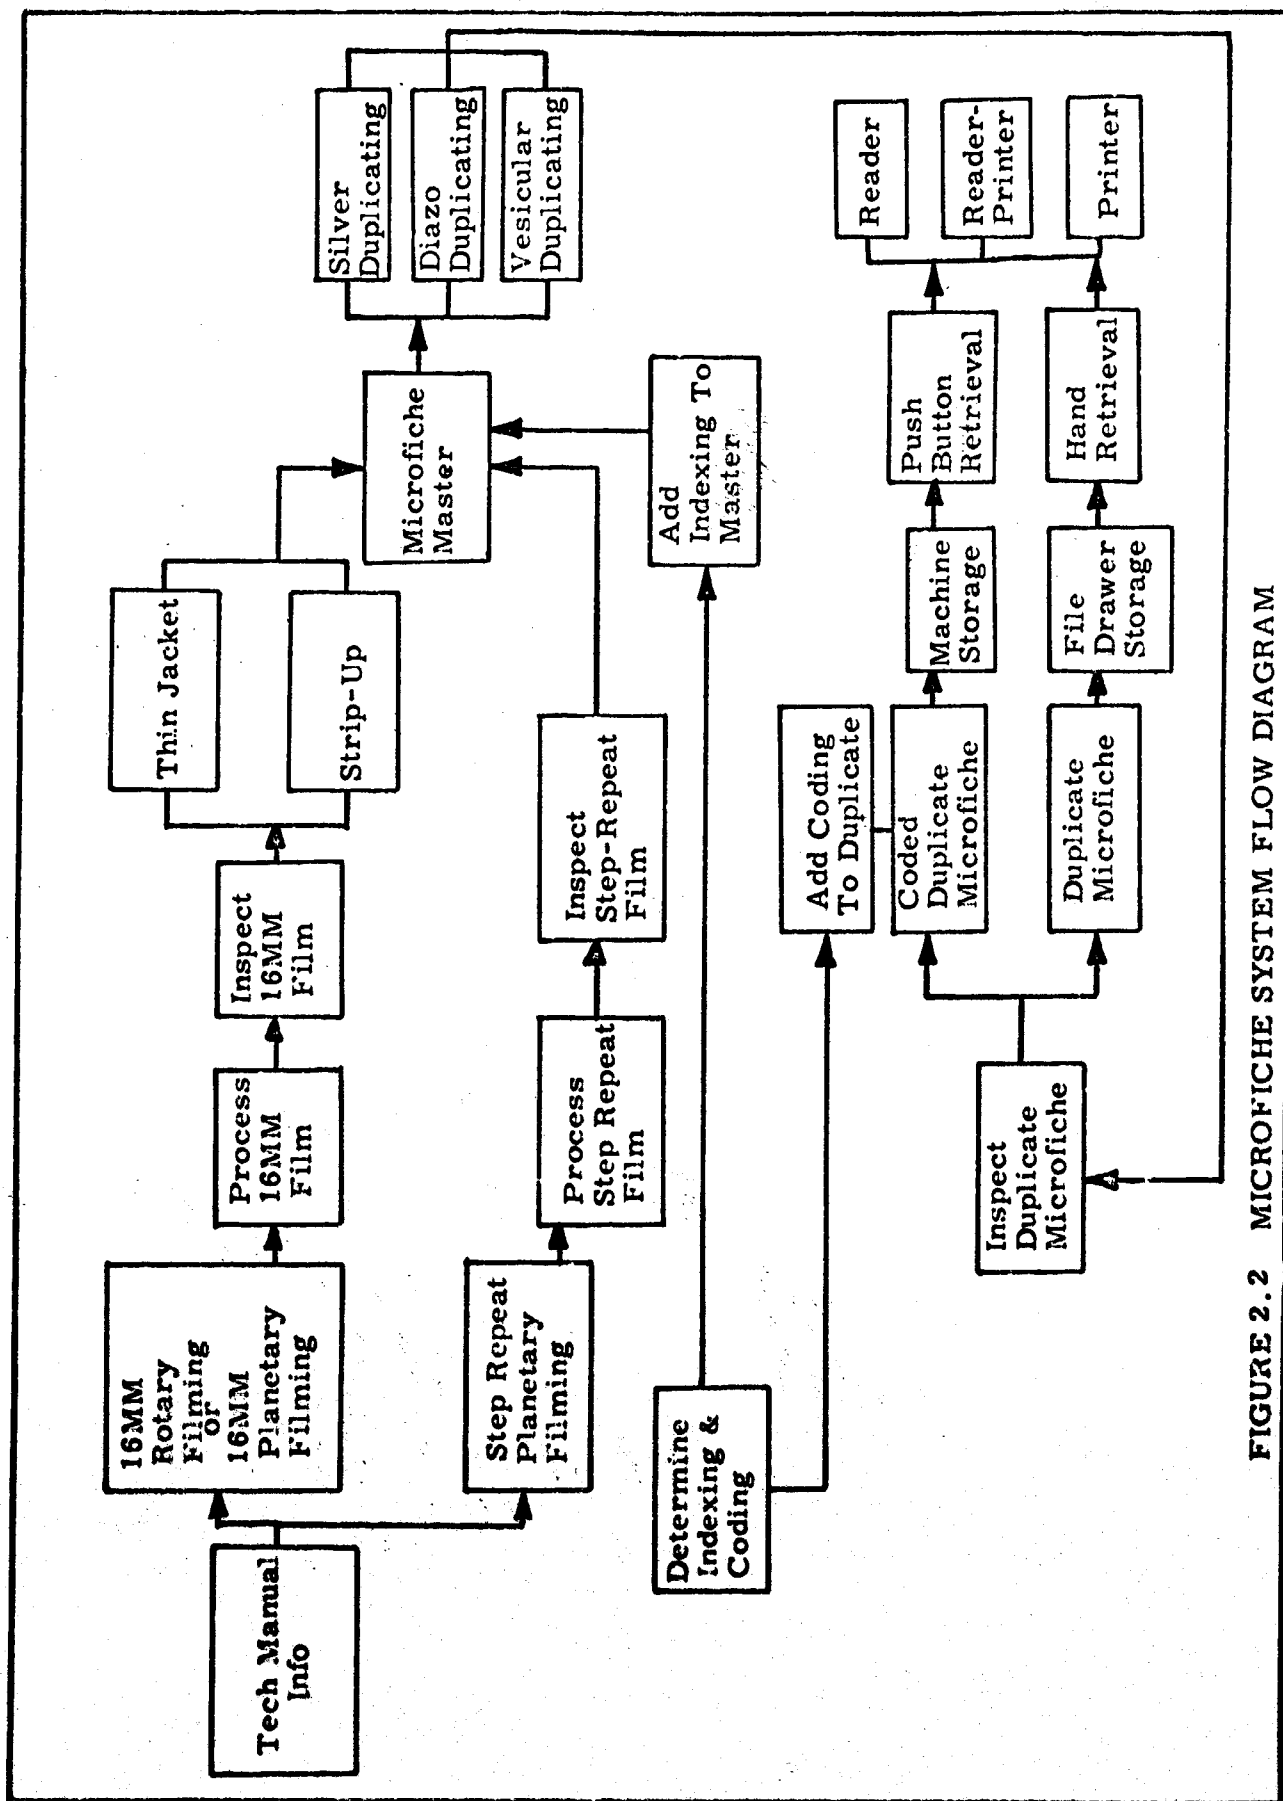 Tech Manual
Info
16MM
Rotary
Filming
or
16MM
Planetary
Filming
Process
16MM
Film
Inspect
16MM
Film
Thin Jacket
Strip-Up
Step Repeat
Planetary
Filming
Process
Step Repeat
Film
Inspect
Step-Repeat
Film
Microfiche
Master
Silver
Duplicating
Diazo
Duplicating
Vesicular
Duplicating
Determine
Indexing &
Coding
Add
Indexing To
Master
Add Coding
To Duplicate
Inspect
Duplicate
Microfiche
Coded
Duplicate
Microfiche
Machine
Storage
Push
Button
Retrieval
Duplicate
Microfiche
File
Drawer
Storage
Hand
Retrieval
Reader
Reader-
Printer
Printer
FIGURE 2.2 MICROFICHE SYSTEM FLOW DIAGRAM